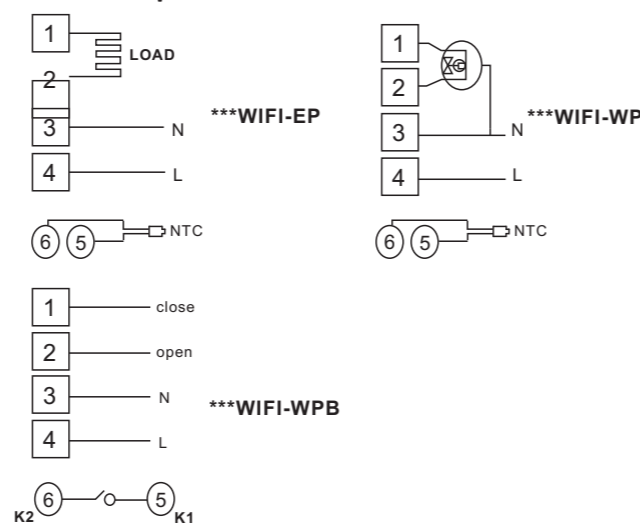 1
LOAD
2
3 N ***WIFI-EP
4 L
6 5 NTC
1
2
3 N ***WIFI-WP
4 L
6 5 NTC
1 close
2 open
3 N
***WIFI-WPB
4 L
K2 6 5 K1